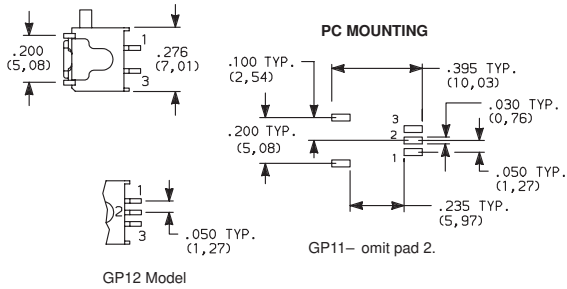 .200
(5,08)
1
3
.276
(7,01)
PC MOUNTING
.100 TYP.
(2,54)
.395 TYP.
(10,03)
.200 TYP.
(5,08)
3
2
1
.030 TYP.
(0,76)
.050 TYP.
(1,27)
.235 TYP.
(5,97)
GP11– omit pad 2.
1
2
3
.050 TYP.
(1,27)
GP12 Model